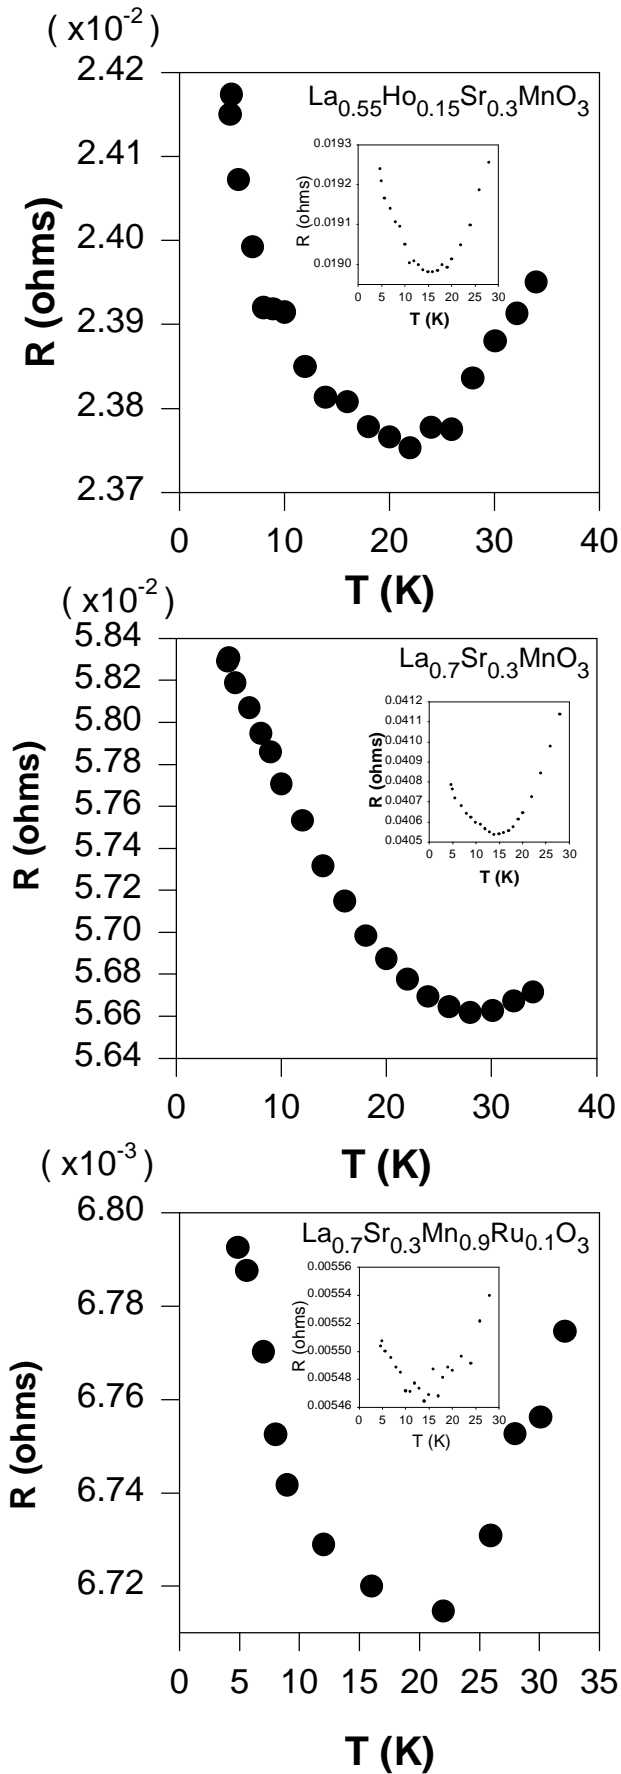 ( x10-2 )
2.42
La0.55Ho0.15Sr0.3MnO3
2.41
2.40
2.39
2.38
2.37
R (ohms)
0.0193
0.0192
0.0191
0.0190
R (ohms)
0 5 10 15 20 25 30
T (K)
0 10 20 30 40
T (K)
( x10-2 )
5.84
La0.7Sr0.3MnO3
5.82
5.80
5.78
5.76
5.74
5.72
5.70
5.68
5.66
5.64
R (ohms)
0.0412
0.0411
0.0410
0.0409
0.0408
0.0407
0.0406
0.0405
R (ohms)
0 5 10 15 20 25 30
T (K)
0 10 20 30 40
T (K)
( x10-3 )
6.80
La0.7Sr0.3Mn0.9Ru0.1O3
6.78
6.76
6.74
6.72
R (ohms)
0.00556
0.00554
0.00552
0.00550
0.00548
0.00546
R (ohms)
0 5 10 15 20 25 30
T (K)
0 5 10 15 20 25 30 35
T (K)